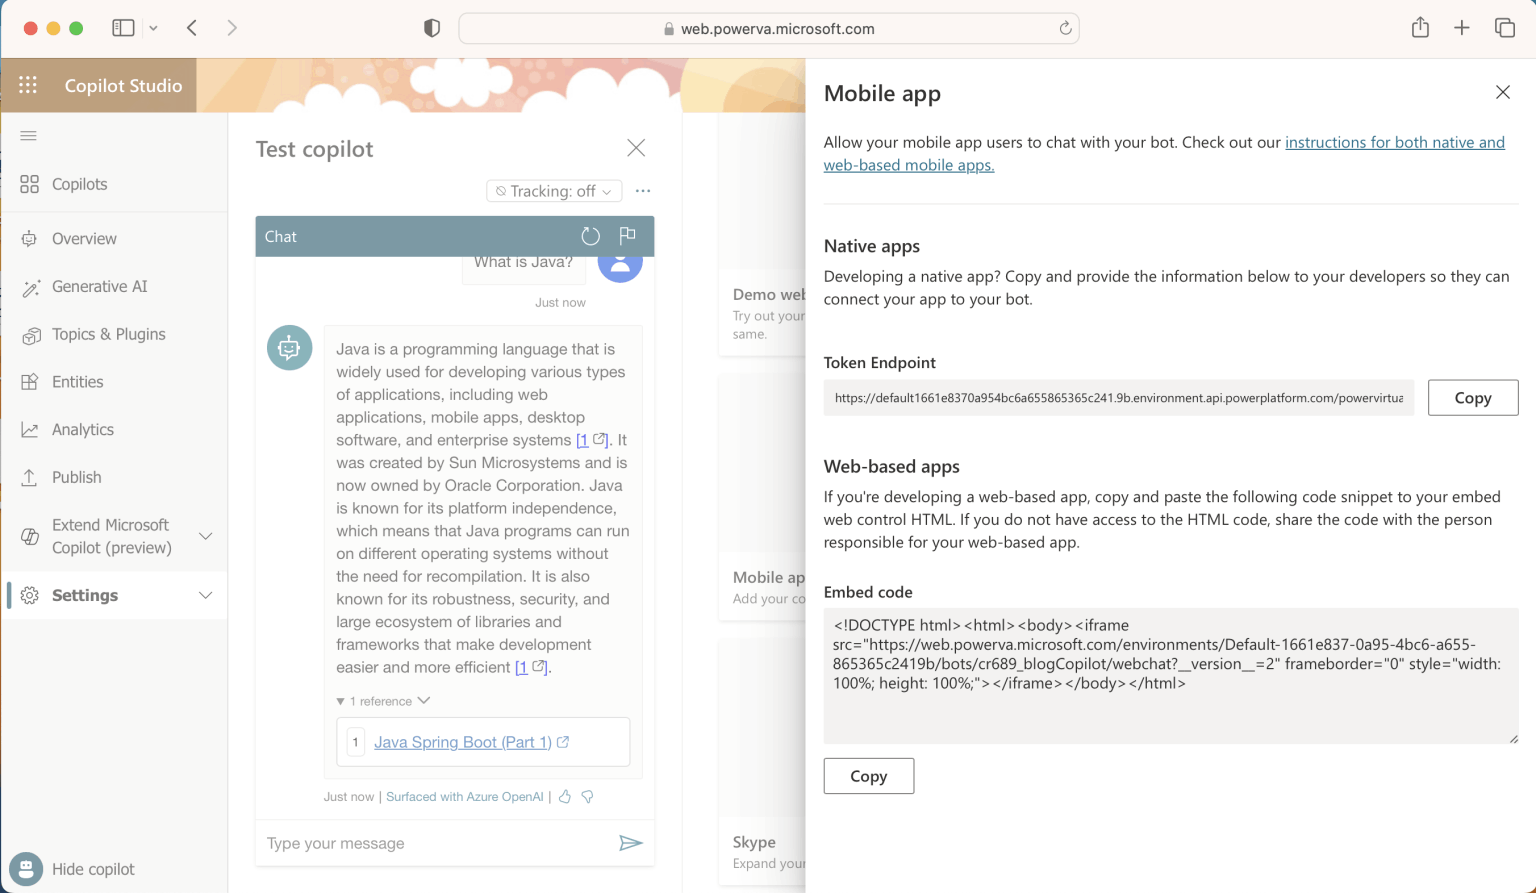 web.powerva.microsoft.com
Copilot Studio
Copilots
Overview
Generative AI
Topics & Plugins
Entities
Analytics
Publish
Extend Microsoft
Copilot (preview)
Settings
Hide copilot
Test copilot
Tracking: off
Chat
What is Java?
Just now
Java is a programming language that is
widely used for developing various types
of applications, including web
applications, mobile apps, desktop
software, and enterprise systems [1]. It
was created by Sun Microsystems and is
now owned by Oracle Corporation. Java
is known for its platform independence,
which means that Java programs can run
on different operating systems without
the need for recompilation. It is also
known for its robustness, security, and
large ecosystem of libraries and
frameworks that make development
easier and more efficient [1].
1 reference
1 Java Spring Boot (Part 1)
Just now | Surfaced with Azure OpenAI |
Type your message
Demo web
Try out your
same.
Mobile ap
Add your co
Skype
Expand your
Mobile app
Allow your mobile app users to chat with your bot. Check out our instructions for both native and
web-based mobile apps.
Native apps
Developing a native app? Copy and provide the information below to your developers so they can
connect your app to your bot.
Token Endpoint
https://default1661e8370a954bc6a655865365c241.9b.environment.api.powerplatform.com/powervirtua
Copy
Web-based apps
If you're developing a web-based app, copy and paste the following code snippet to your embed
web control HTML. If you do not have access to the HTML code, share the code with the person
responsible for your web-based app.
Embed code
<!DOCTYPE html><html><body><iframe
src="https://web.powerva.microsoft.com/environments/Default-1661e837-0a95-4bc6-a655-
865365c2419b/bots/cr689_blogCopilot/webchat?__version__=2" frameborder="0" style="width:
100%; height: 100%;"></iframe></body></html>
Copy